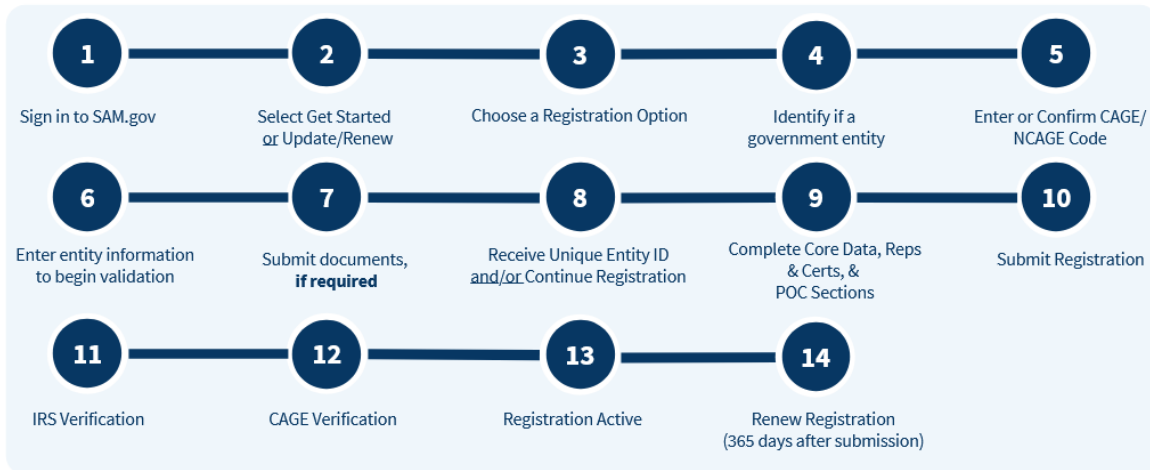 1
2
3
4
5
Sign in to SAM.gov
Select Get Started
or Update/Renew
Choose a Registration Option
Identify if a
government entity
Enter or Confirm CAGE/
NCAGE Code
6
7
8
9
10
Enter entity information
to begin validation
Submit documents,
if required
Receive Unique Entity ID
and/or Continue Registration
Complete Core Data, Reps
& Certs, &
POC Sections
Submit Registration
11
12
13
14
IRS Verification
CAGE Verification
Registration Active
Renew Registration
(365 days after submission)